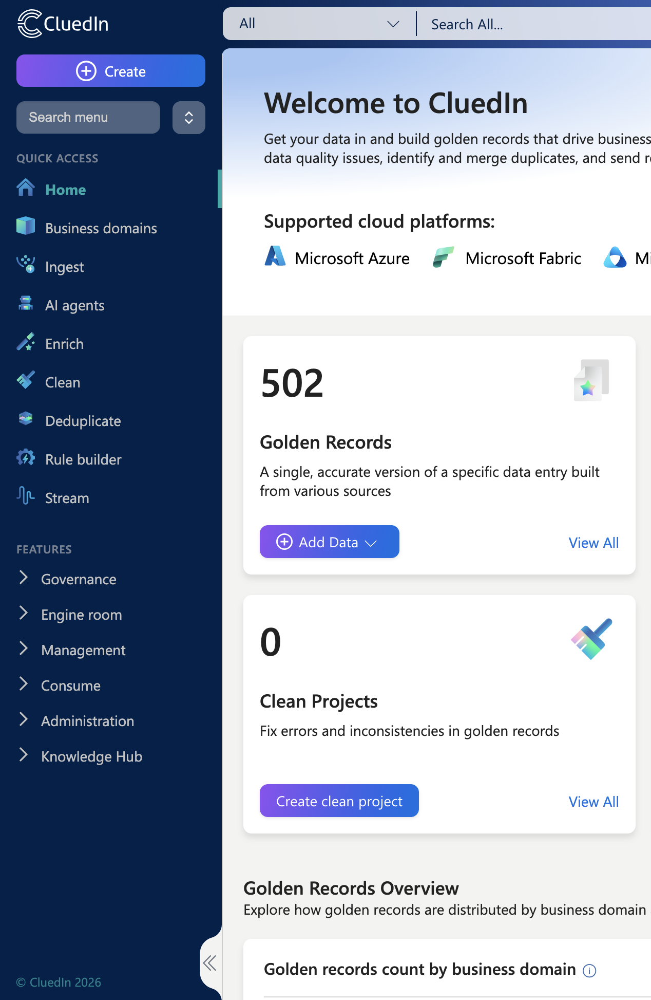 CluedIn
All
Search All...
Create
Search menu
QUICK ACCESS
Home
Business domains
Ingest
AI agents
Enrich
Clean
Deduplicate
Rule builder
Stream
FEATURES
Governance
Engine room
Management
Consume
Administration
Knowledge Hub
© CluedIn 2026
Welcome to CluedIn
Get your data in and build golden records that drive business
data quality issues, identify and merge duplicates, and send
Supported cloud platforms:
Microsoft Azure
Microsoft Fabric
502
Golden Records
A single, accurate version of a specific data entry built
from various sources
Add Data
View All
0
Clean Projects
Fix errors and inconsistencies in golden records
Create clean project
View All
Golden Records Overview
Explore how golden records are distributed by business domain
Golden records count by business domain